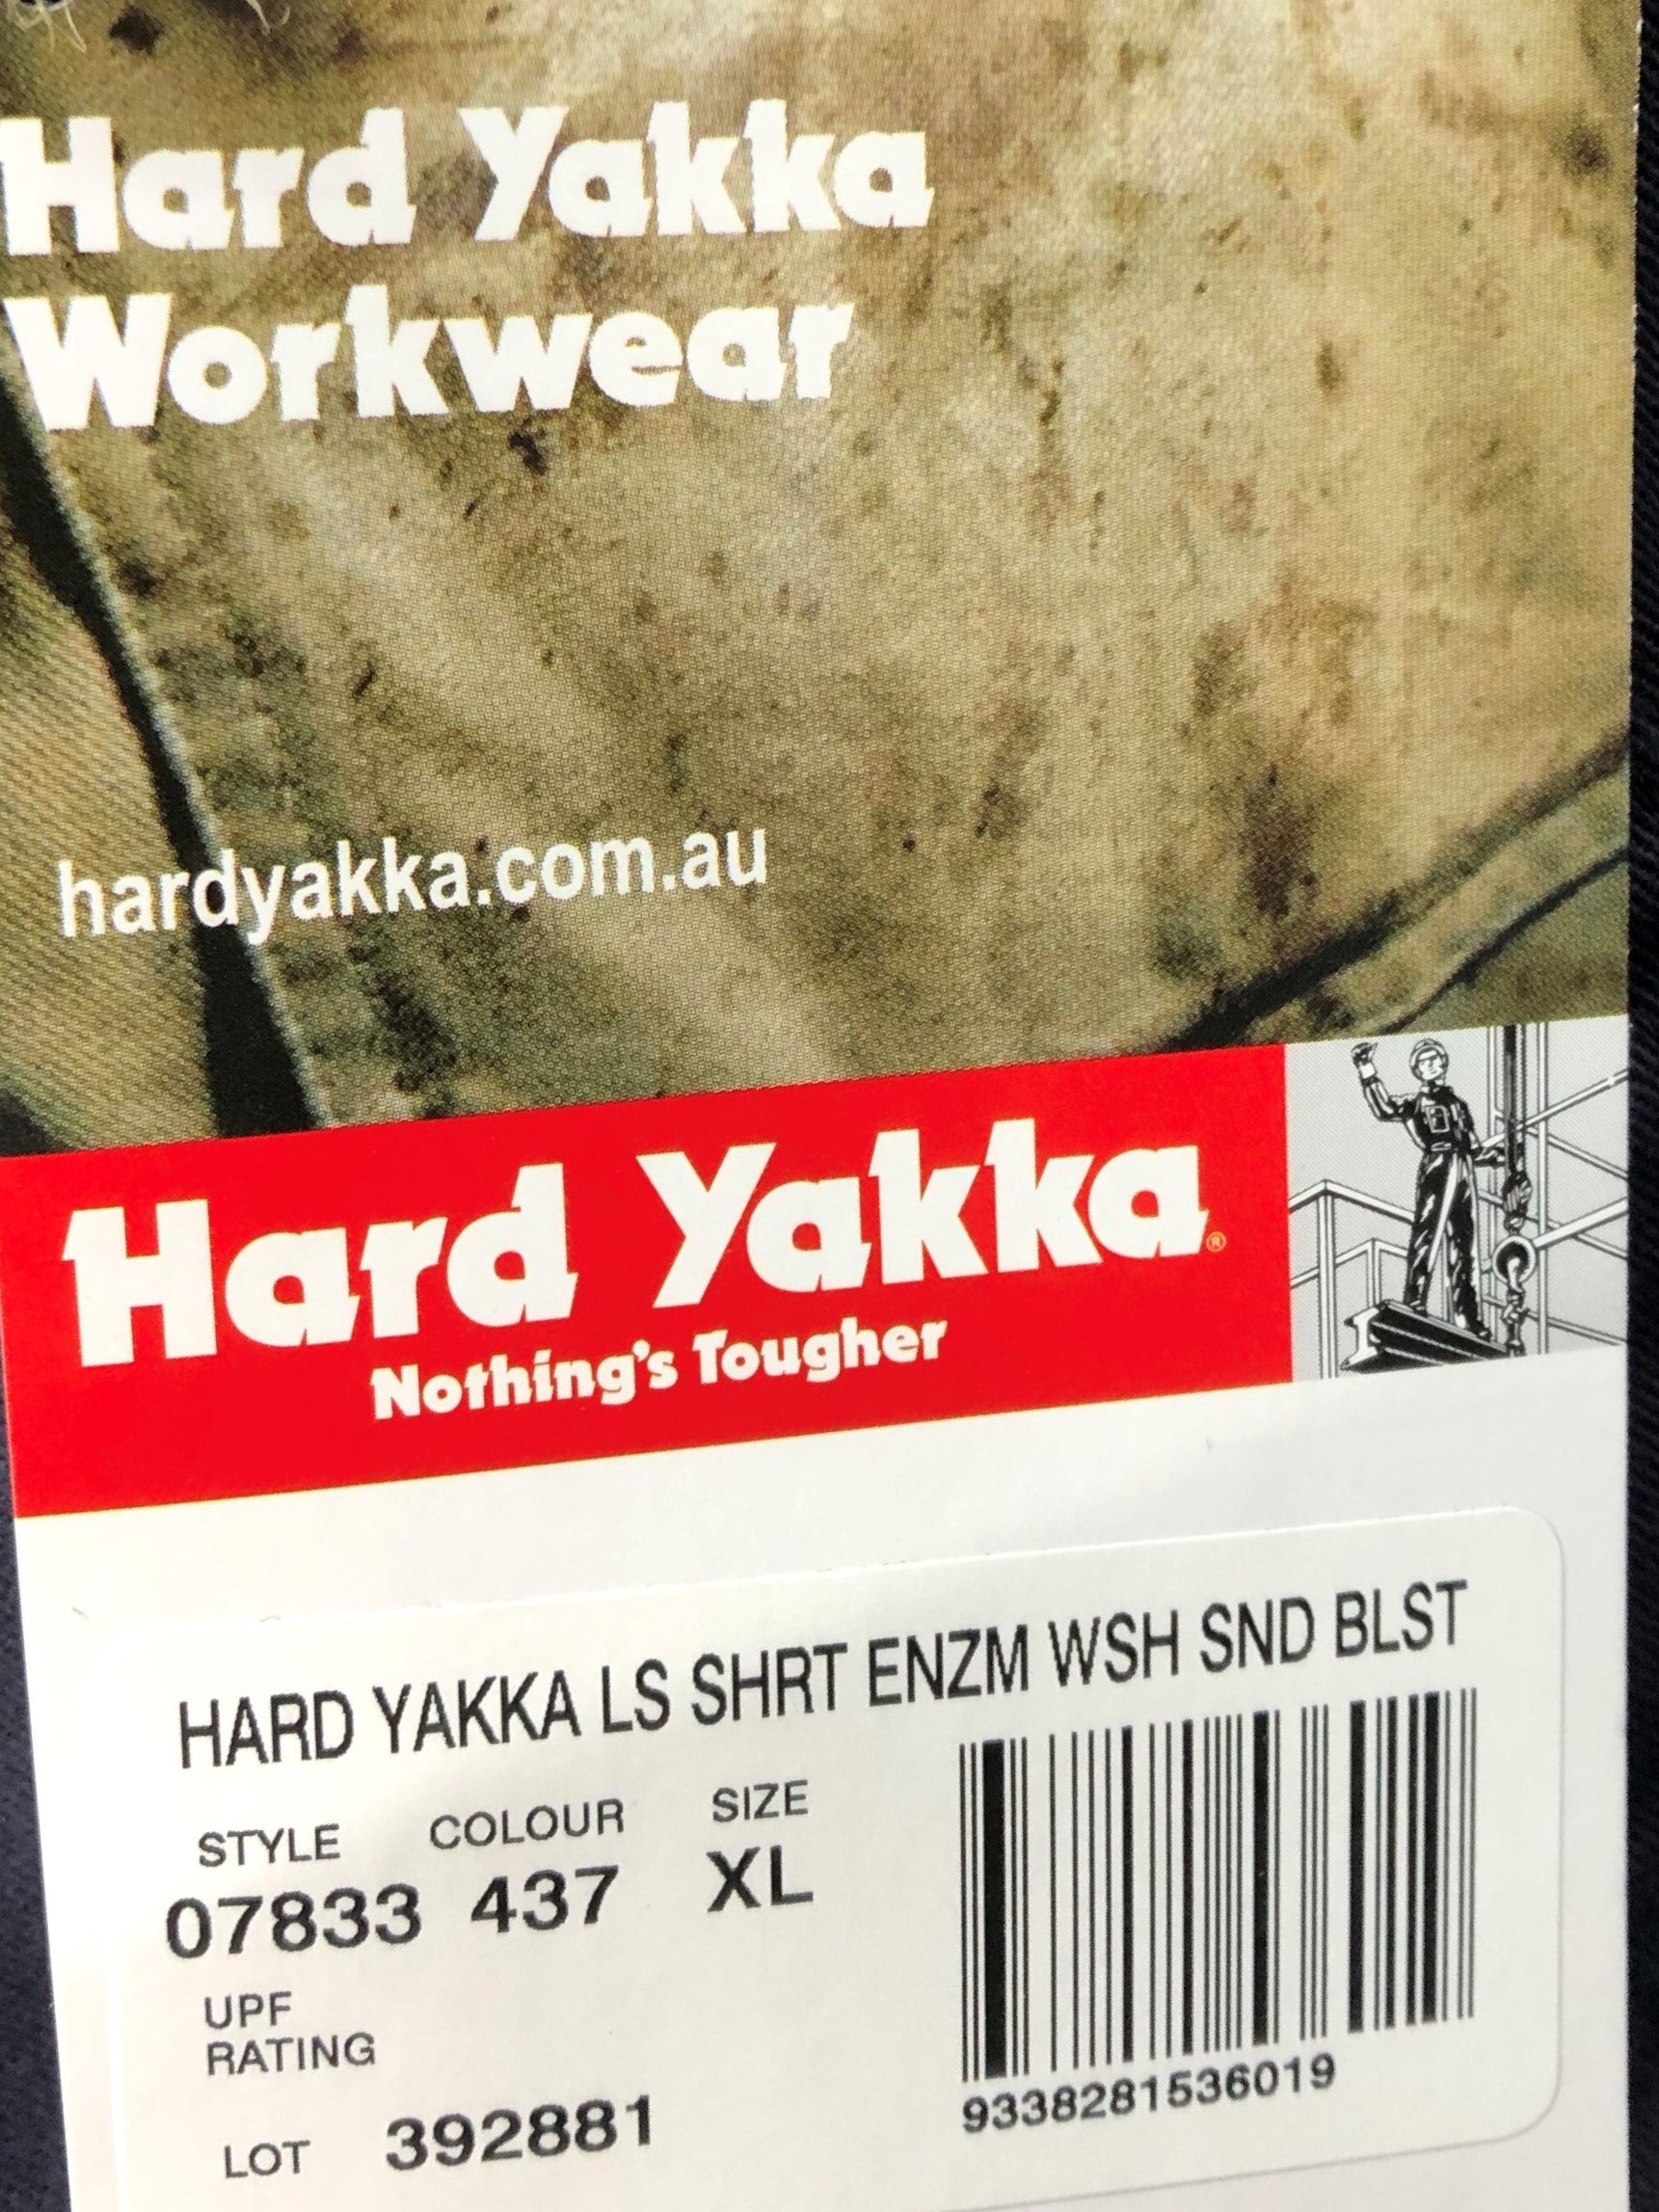 Hard Yakka
Workwear
hardyakka.com.au
Hard Yakka®
Nothing's Tougher
HARD YAKKA LS SHRT ENZM WSH SND BLST
STYLE COLOUR SIZE
07833 437 XL
UPF
RATING
LOT 392881
9338281536019